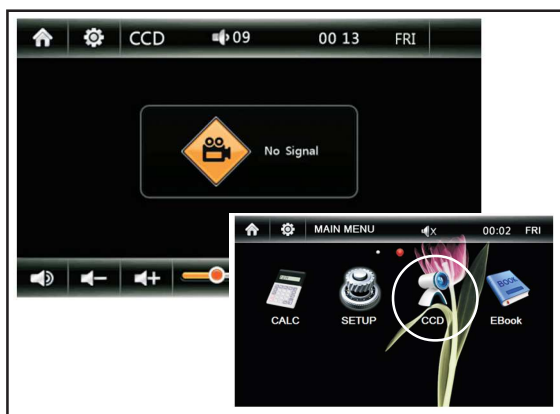 CCD 09 00 13 FRI
No Signal
MAIN MENU X 00:02 FRI
CALC SETUP CCD EBook
BOOK